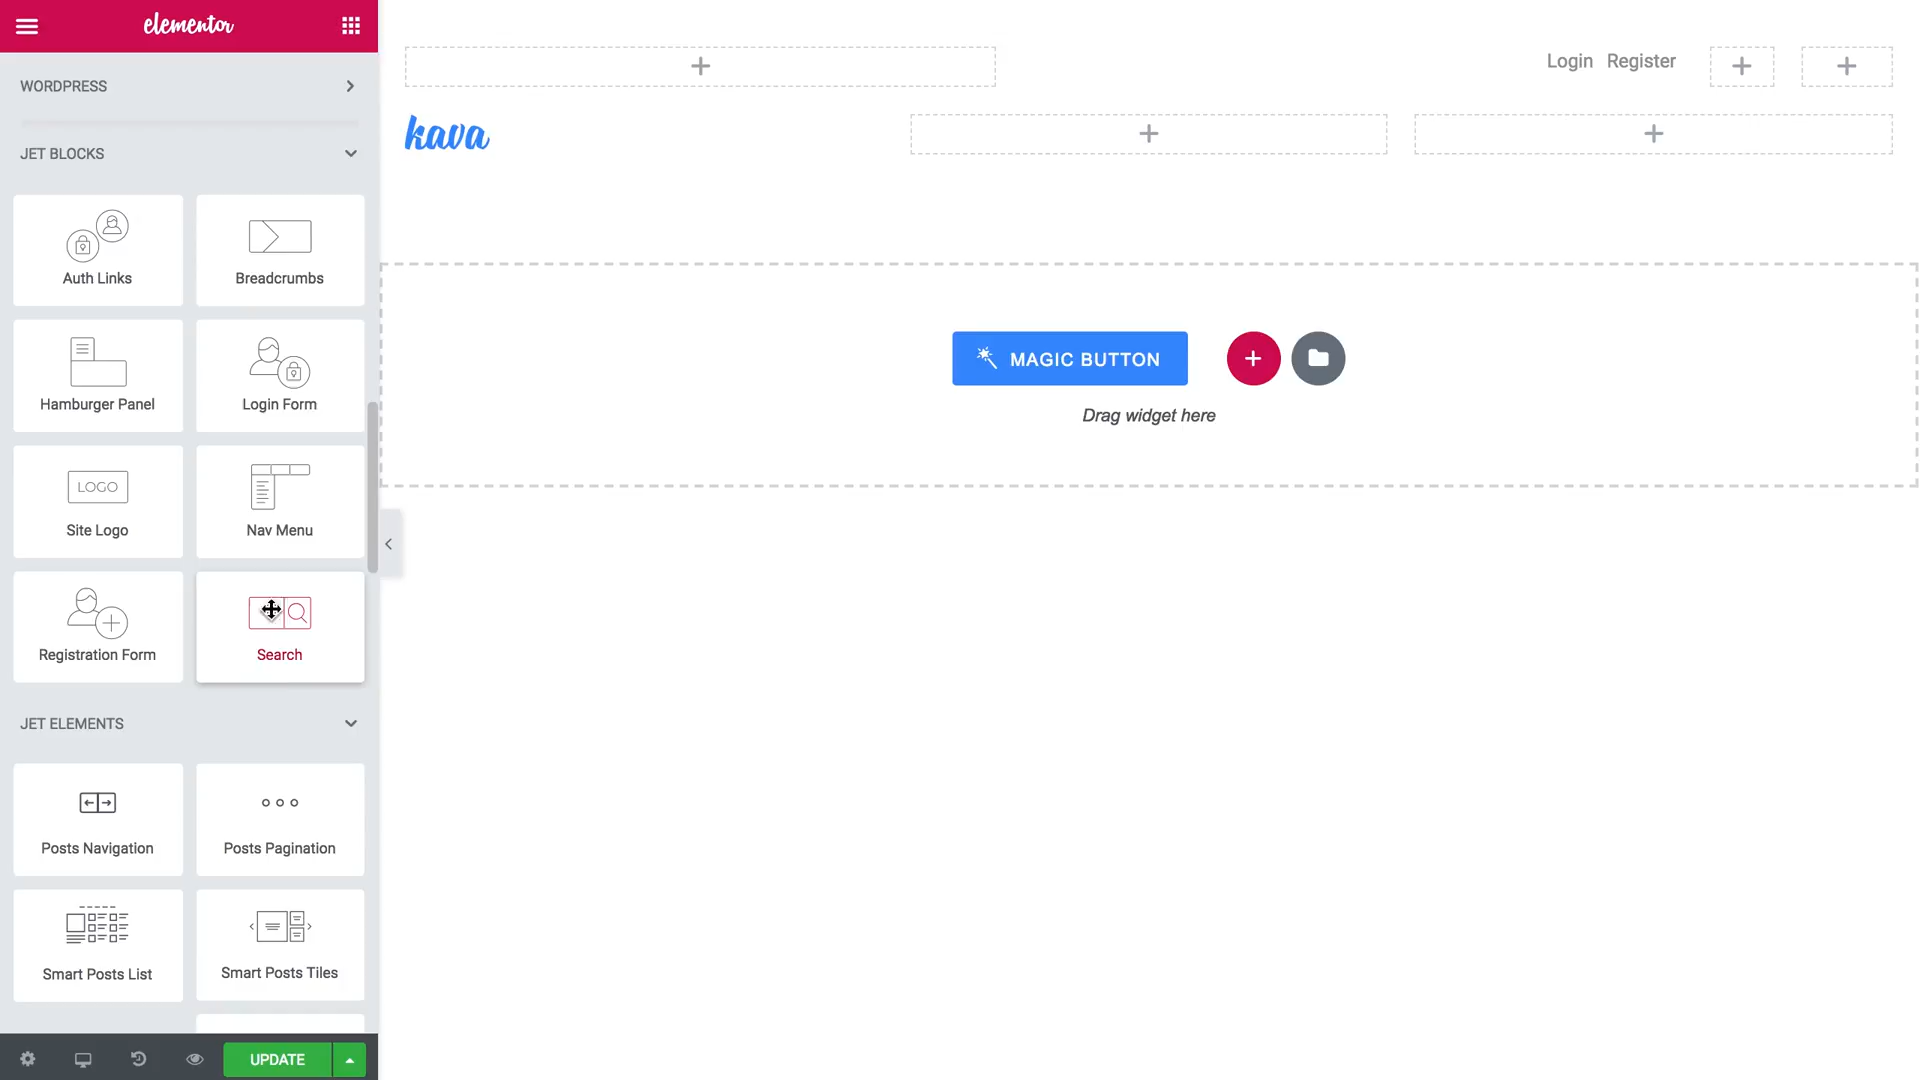 elementor
WORDPRESS
JET BLOCKS
Auth Links
Breadcrumbs
Hamburger Panel
Login Form
LOGO
Site Logo
Nav Menu
Registration Form
Search
JET ELEMENTS
Posts Navigation
Posts Pagination
Smart Posts List
Smart Posts Tiles
UPDATE
Login Register
kava
MAGIC BUTTON
Drag widget here